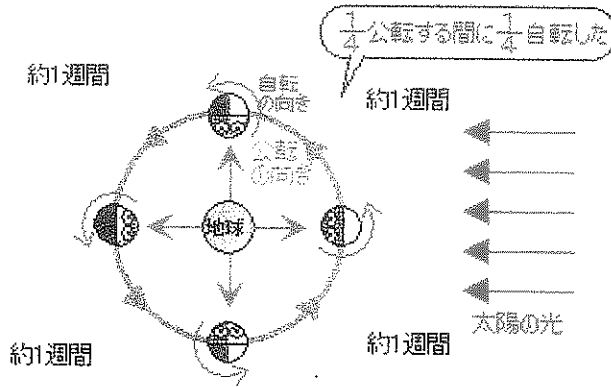 1/4公転する間に1/4自転した
約1週間
自転
の向き
約1週間
公転
の向き
地球
太陽の光
約1週間
約1週間